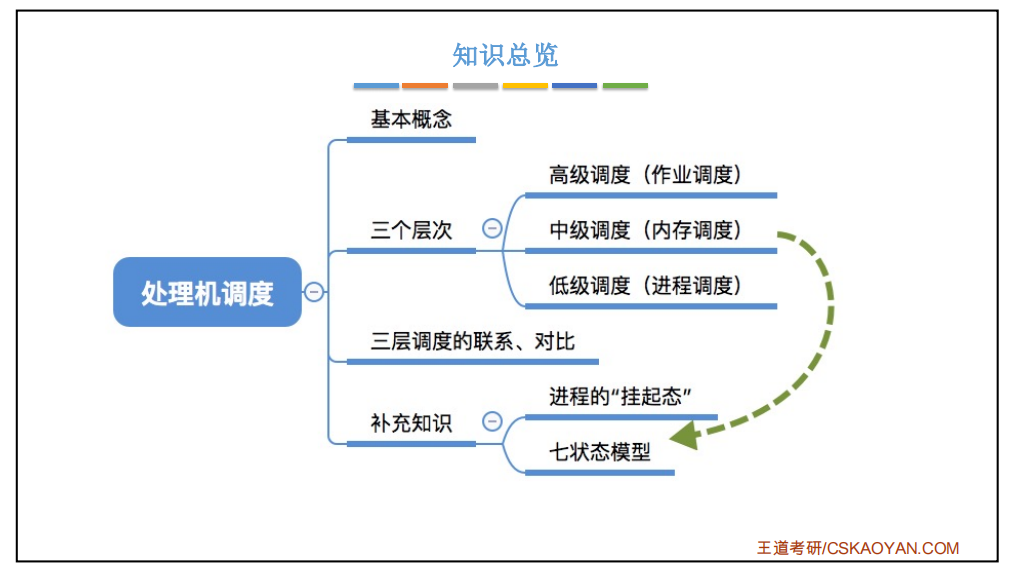 知识总览
基本概念
高级调度（作业调度）
三个层次
中级调度（内存调度）
低级调度（进程调度）
处理机调度
三层调度的联系、对比
进程的“挂起态”
补充知识
七状态模型
王道考研/CSKAOYAN.COM